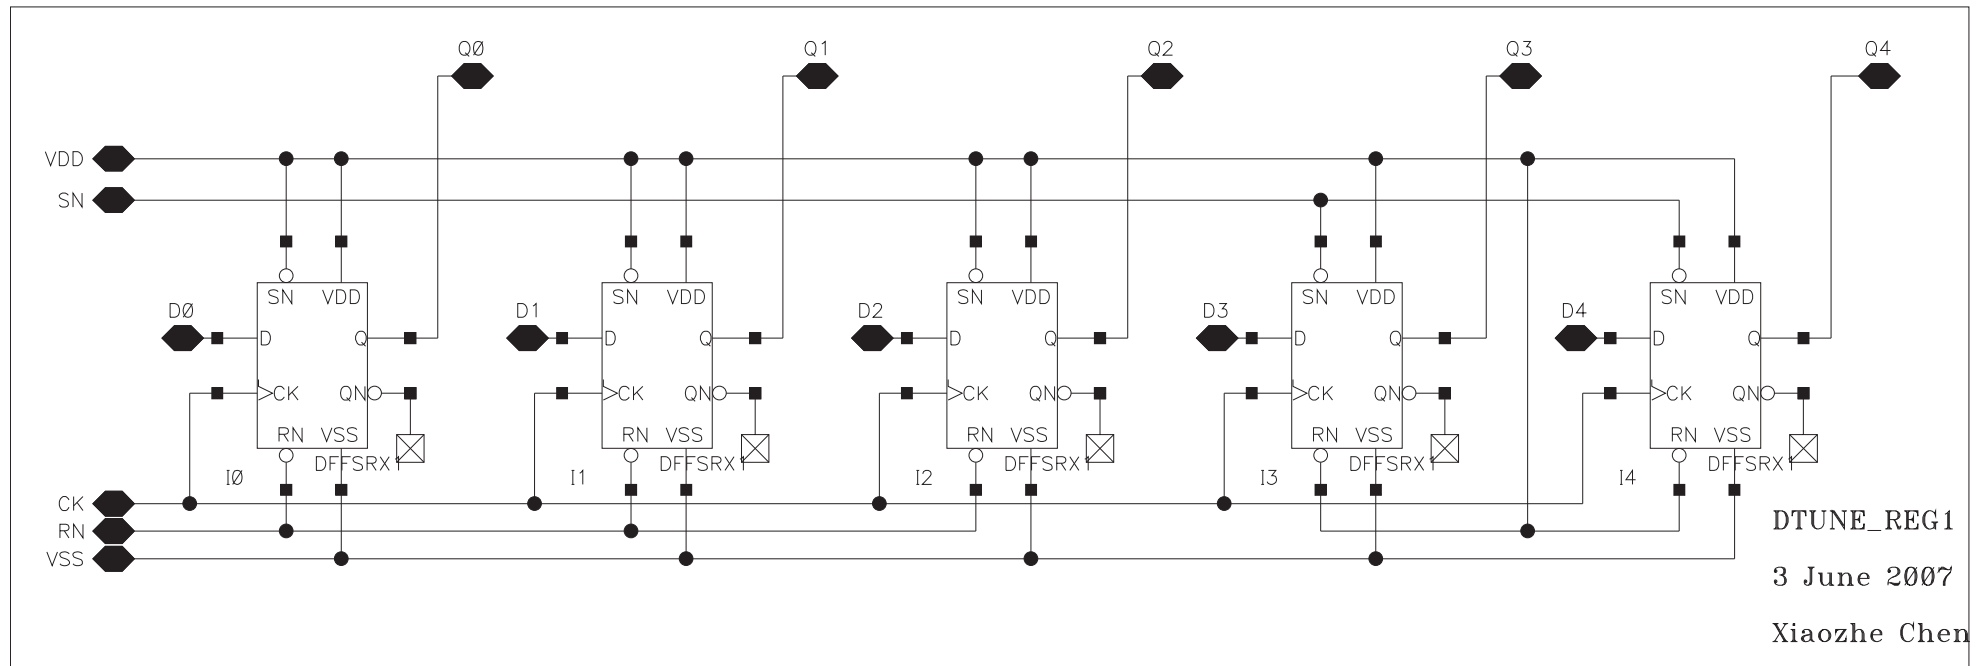 Q0 Q1 Q2 Q3 Q4
VDD
SN
SN VDD SN VDD SN VDD SN VDD SN VDD
D0 D1 D2 D3 D4
D Q D Q D Q D Q D Q
CK QN CK QN CK QN CK QN CK QN
RN VSS RN VSS RN VSS RN VSS RN VSS
DFFSRX1 DFFSRX1 DFFSRX1 DFFSRX1 DFFSRX1
I0 I1 I2 I3 I4
CK
RN
VSS
DTUNE_REG1
3 June 2007
Xiaozhe Chen